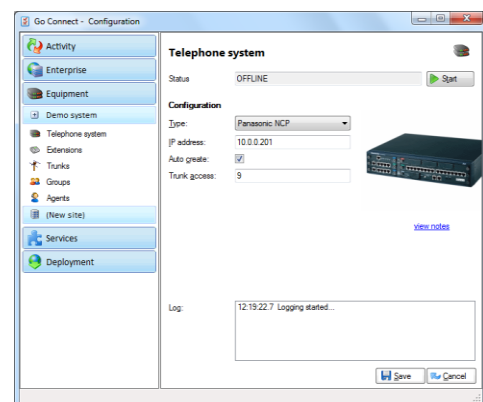 Go Connect - Configuration
Activity
Enterprise
Equipment
Demo system
Telephone system
Extensions
Trunks
Groups
Agents
(New site)
Services
Deployment
Telephone system
Status
OFFLINE
Start
Configuration
Type:
Panasonic NCP
IP address:
10.0.0.201
Auto create:
Trunk access:
9
view notes
Log:
12:19:22.7 Logging started...
Save
Cancel